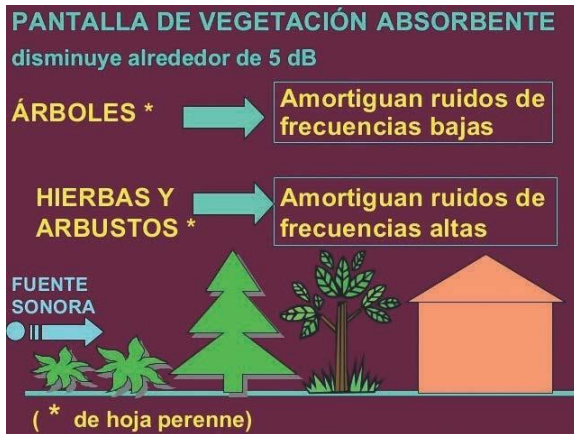 PANTALLA DE VEGETACIÓN ABSORBENTE
disminuye alrededor de 5 dB
ÁRBOLES *
Amortiguan ruidos de
frecuencias bajas
HIERBAS Y
ARBUSTOS *
Amortiguan ruidos de
frecuencias altas
FUENTE
SONORA
( * de hoja perenne)